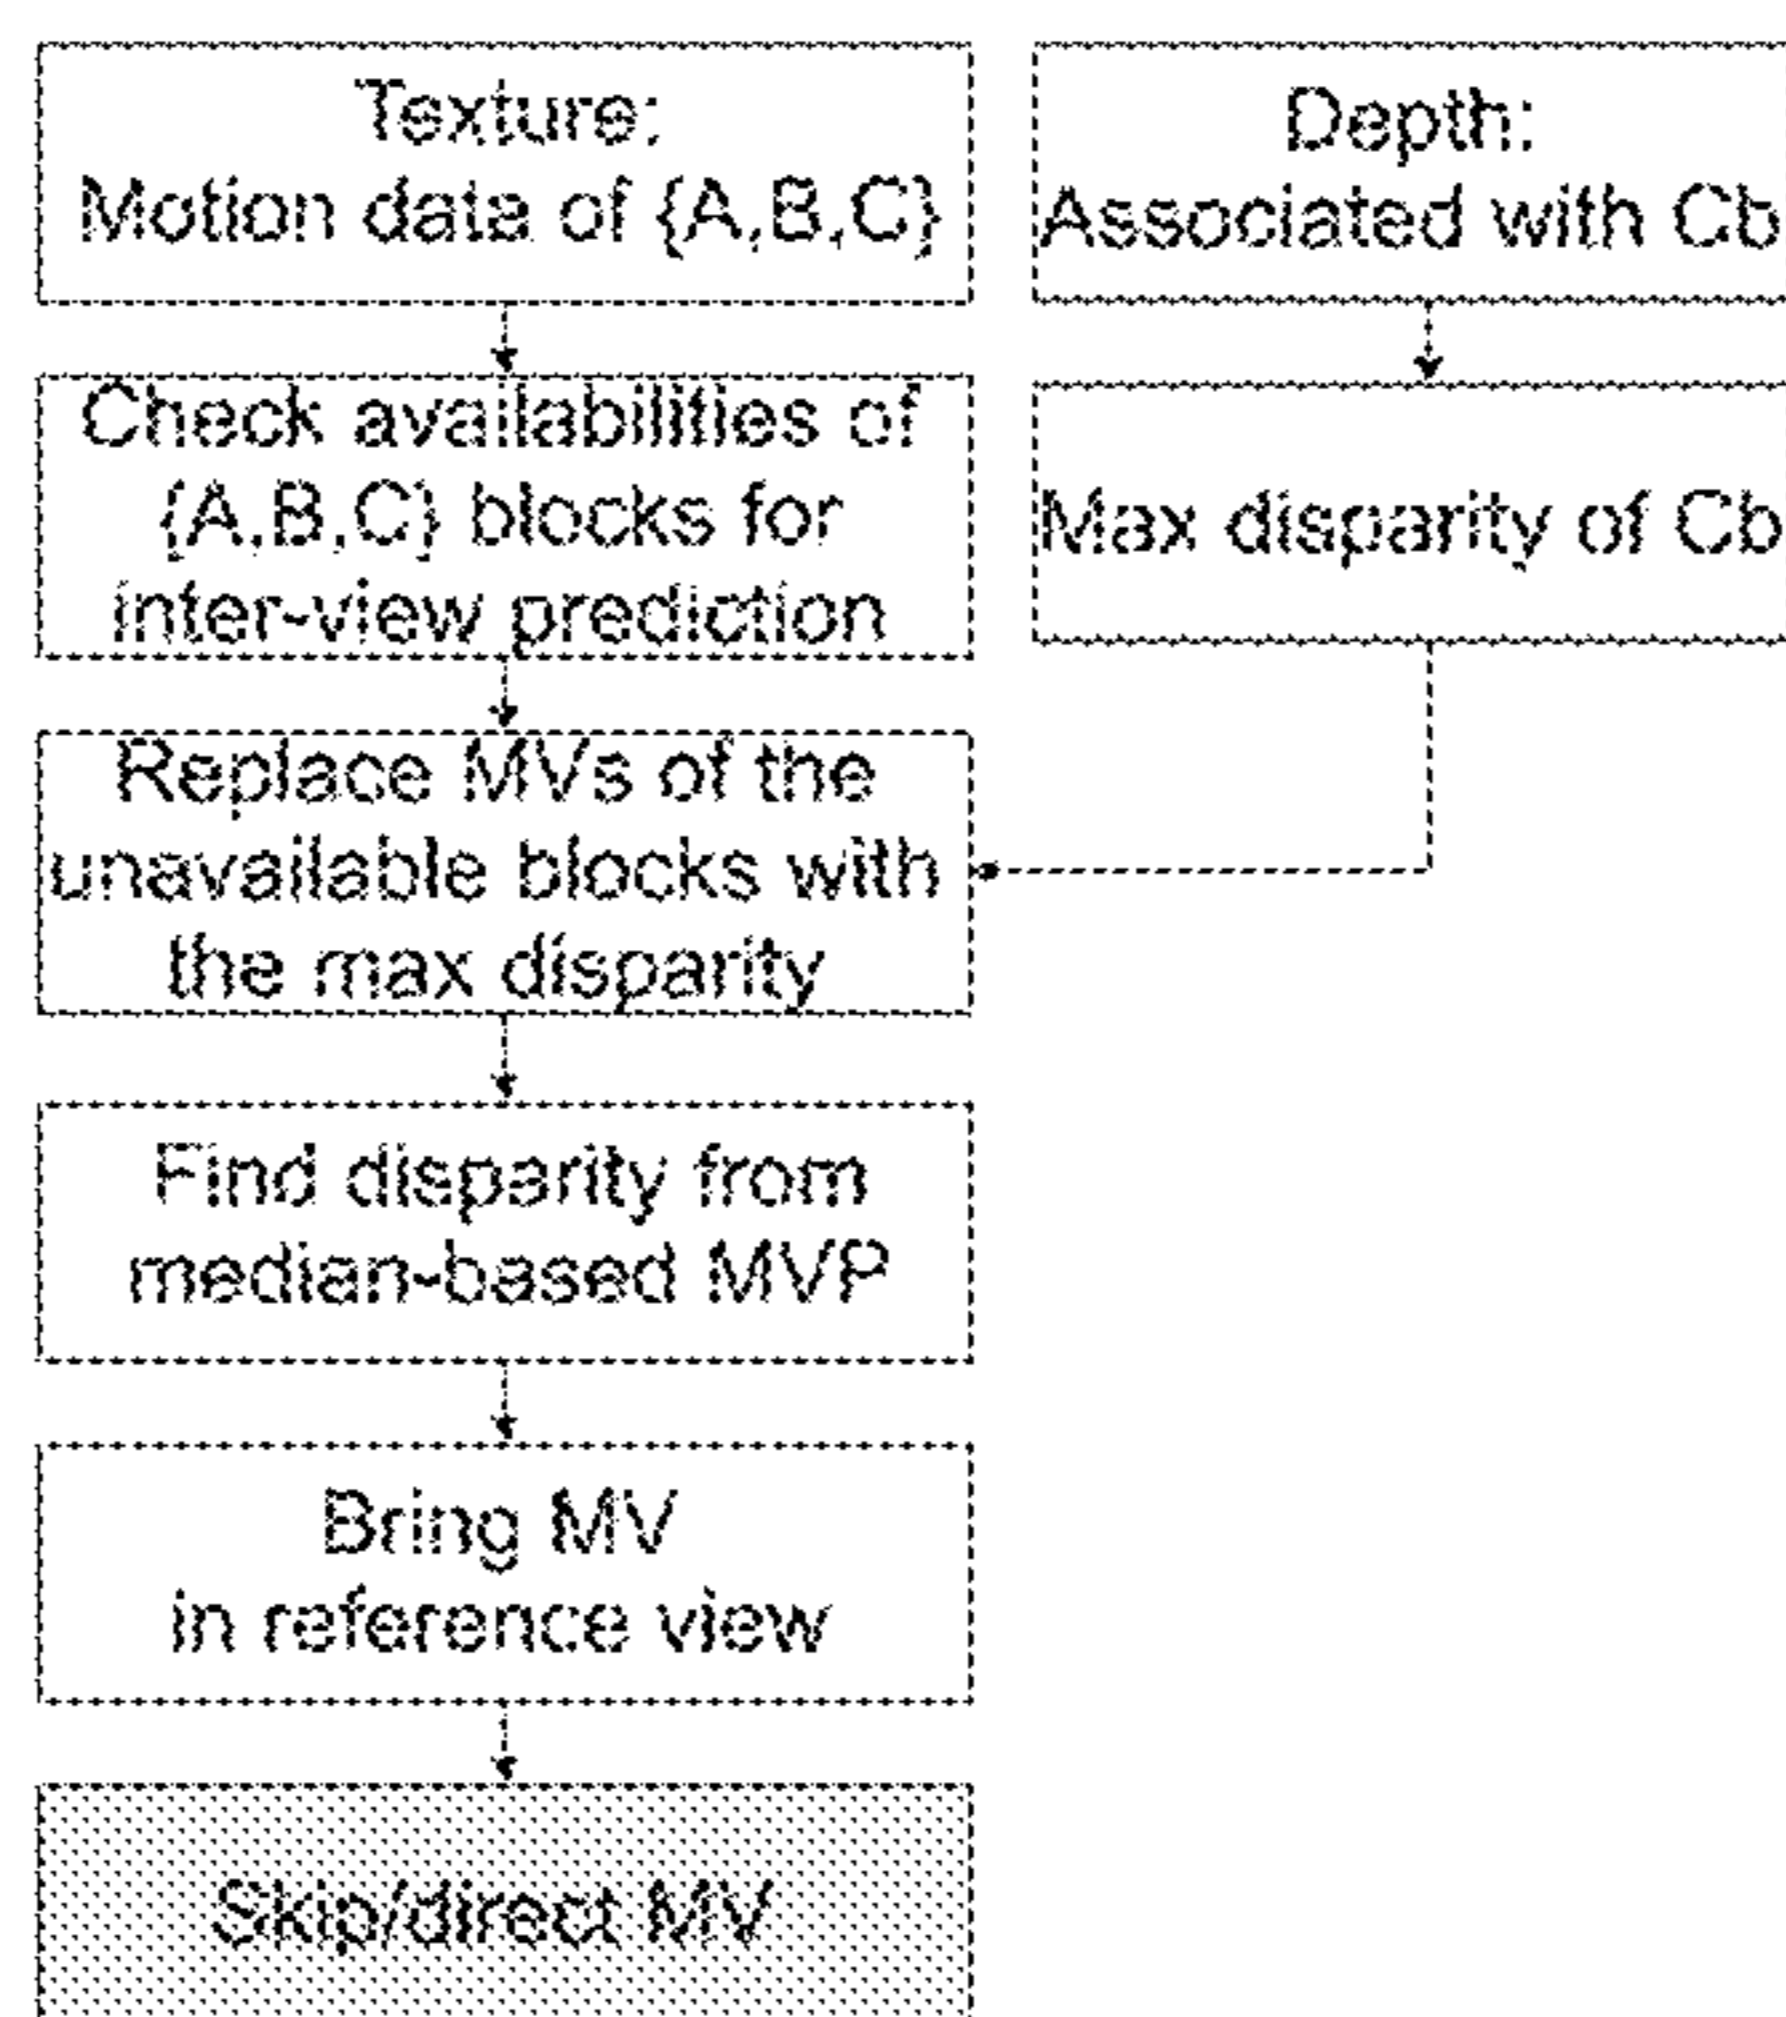 Texture:
Motion data of {A,B,C}
Depth:
Associated with Cb
Check availabilities of
{A,B,C} blocks for
inter-view prediction
Max disparity of Cb
Replace MVs of the
unavailable blocks with
the max disparity
Find disparity from
median-based MVP
Bring MV
in reference view
Skip/direct MV